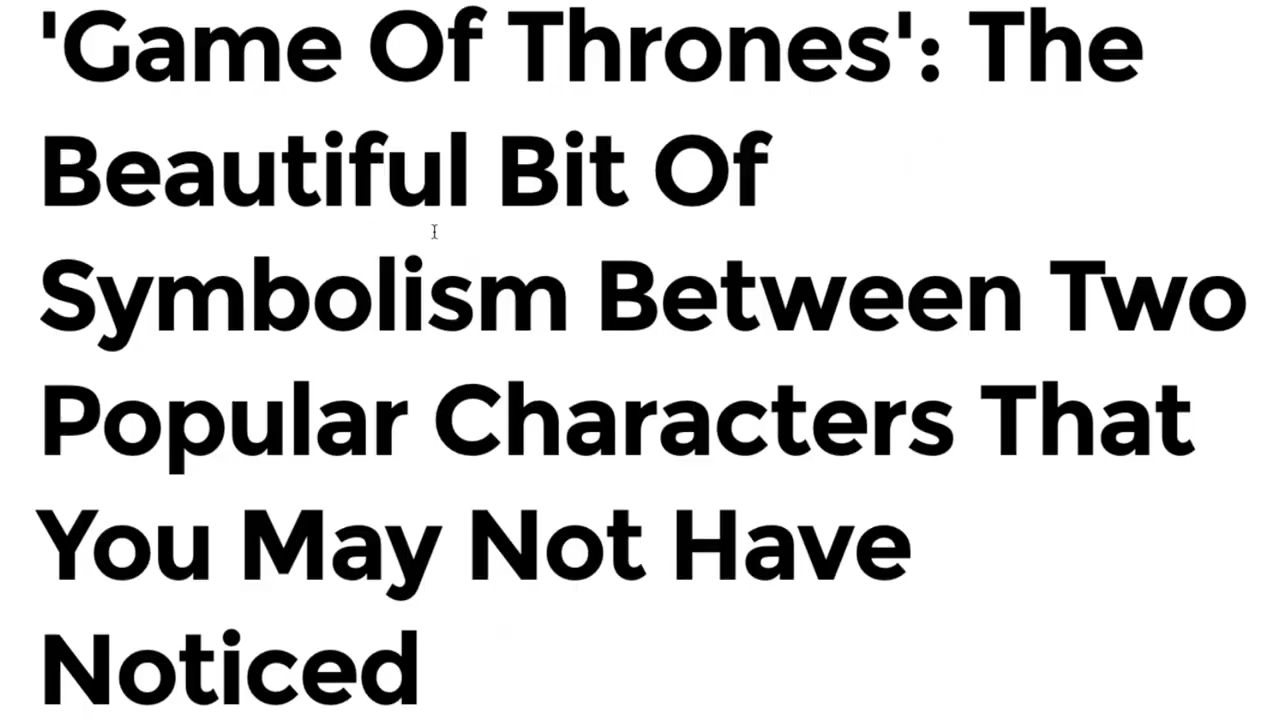 'Game Of Thrones': The
Beautiful Bit Of
Symbolism Between Two
Popular Characters That
You May Not Have
Noticed